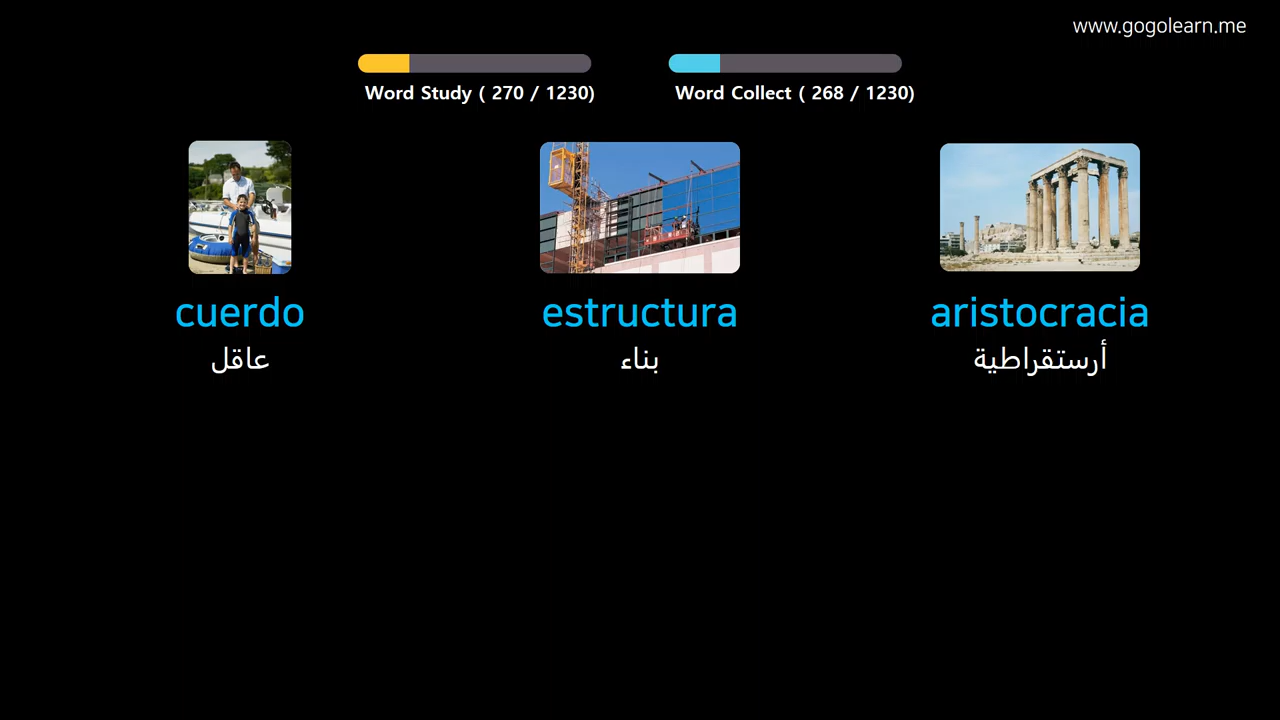 www.gogolearn.me
Word Study ( 270 / 1230)
Word Collect ( 268 / 1230)
cuerdo
estructura
aristocracia
عاقل
بناء
أرستقراطية